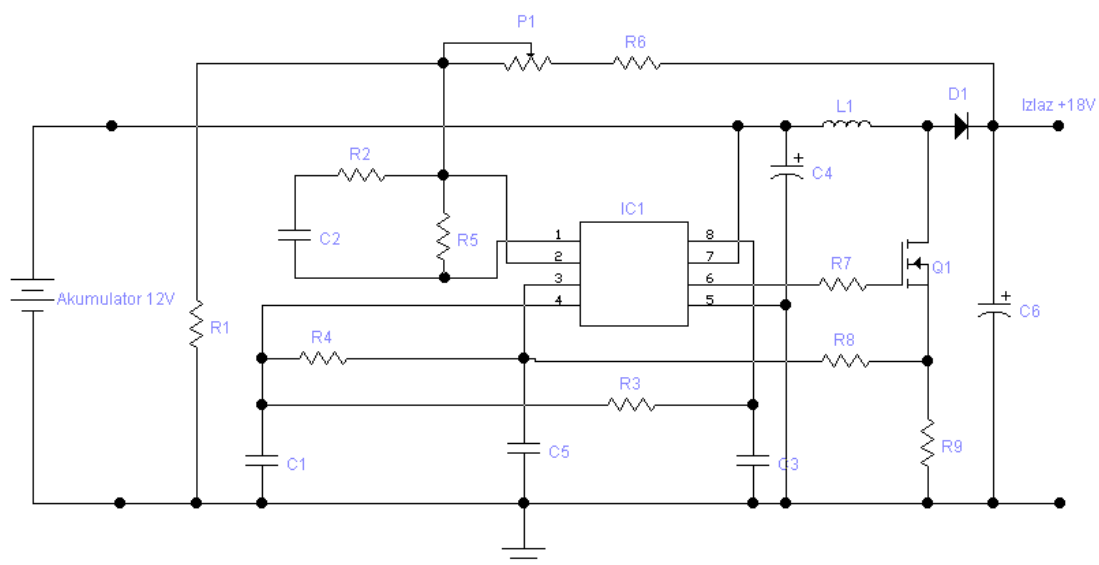 P1
R6
D1
Izlaz +18V
L1
R2
C4
IC1
C2
R5
1
2
3
4
8
7
6
5
R7
Q1
Akumulator 12V
R1
C6
R4
R8
R3
C1
C5
C3
R9